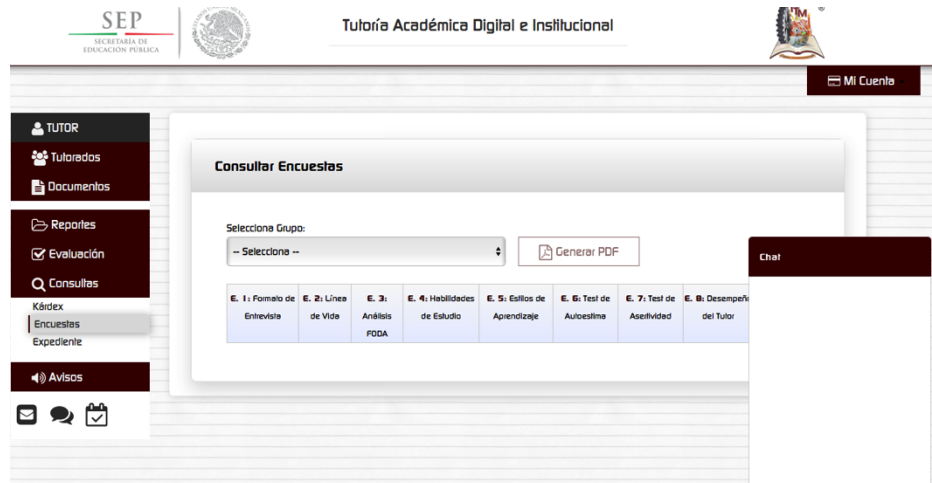 SEP
SECRETARÍA DE
EDUCACIÓN PÚBLICA
Tutoría Académica Digital e Institucional
Mi Cuenta
TUTOR
Tutorados
Documentos
Reportes
Evaluación
Consultas
Kárdex
Encuestas
Expediente
Avisos
Consultar Encuestas
Selecciona Grupo:
-- Selecciona --
Generar PDF
E. 1: Formato de Entrevista
E. 2: Línea de Vida
E. 3: Análisis FODA
E. 4: Habilidades de Estudio
E. 5: Estilos de Aprendizaje
E. 6: Test de Autoestima
E. 7: Test de Asertividad
E. 8: Desempeñ
del Tutor
Chat